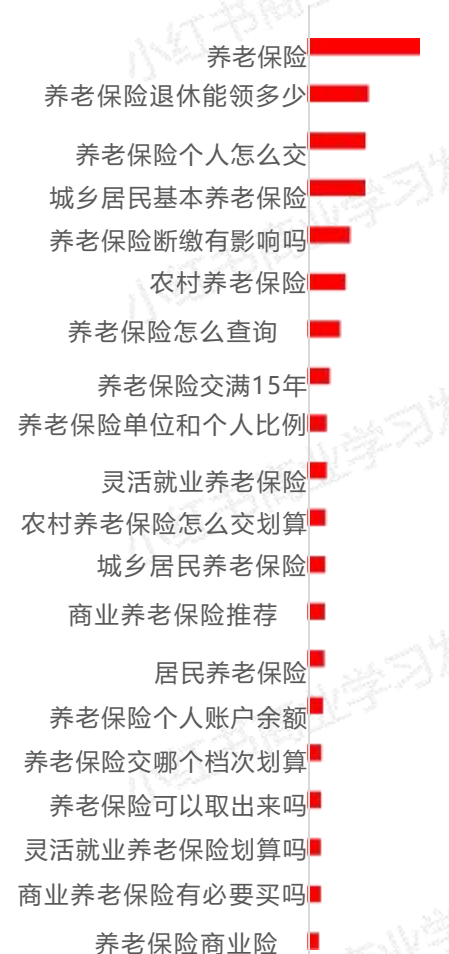 养老保险
养老保险退休能领多少
养老保险个人怎么交
城乡居民基本养老保险
养老保险断缴有影响吗
农村养老保险
养老保险怎么查询
养老保险交满15年
养老保险单位和个人比例
灵活就业养老保险
农村养老保险怎么交划算
城乡居民养老保险
商业养老保险推荐
居民养老保险
养老保险个人账户余额
养老保险交哪个档次划算
养老保险可以取出来吗
灵活就业养老保险划算吗
商业养老保险有必要买吗
养老保险商业险